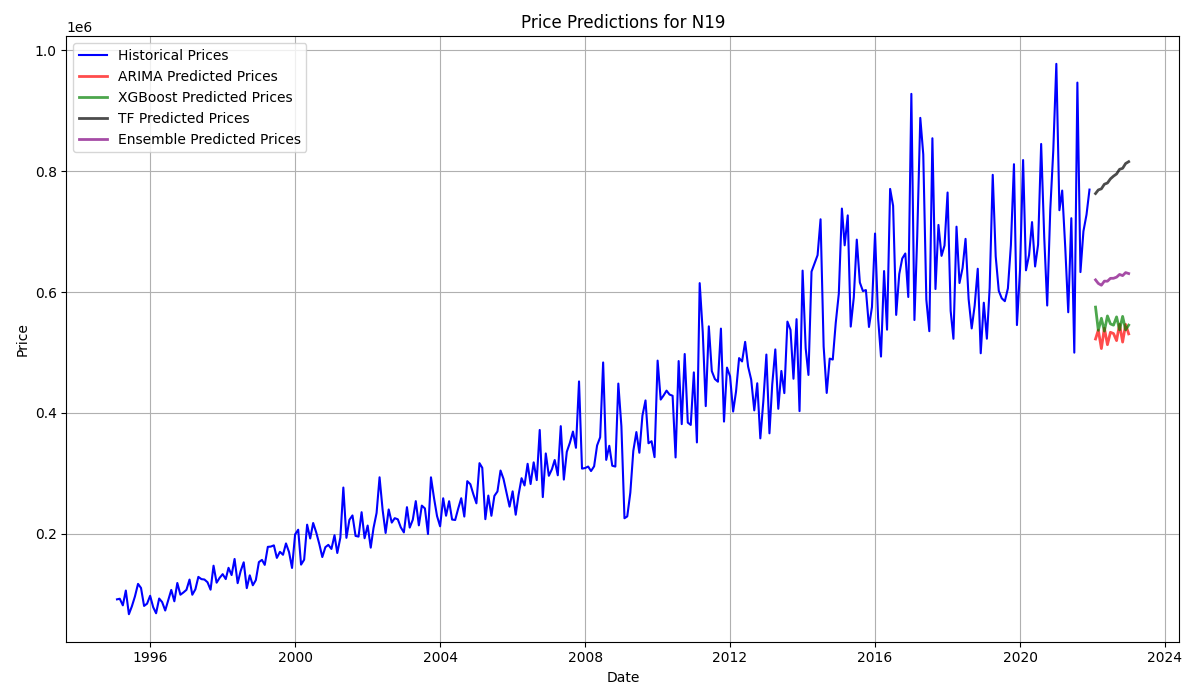 Price Predictions for N19
1e6
1.0
0.8
0.6
0.4
0.2
Price
Historical Prices
ARIMA Predicted Prices
XGBoost Predicted Prices
TF Predicted Prices
Ensemble Predicted Prices
1996 2000 2004 2008 2012 2016 2020 2024
Date